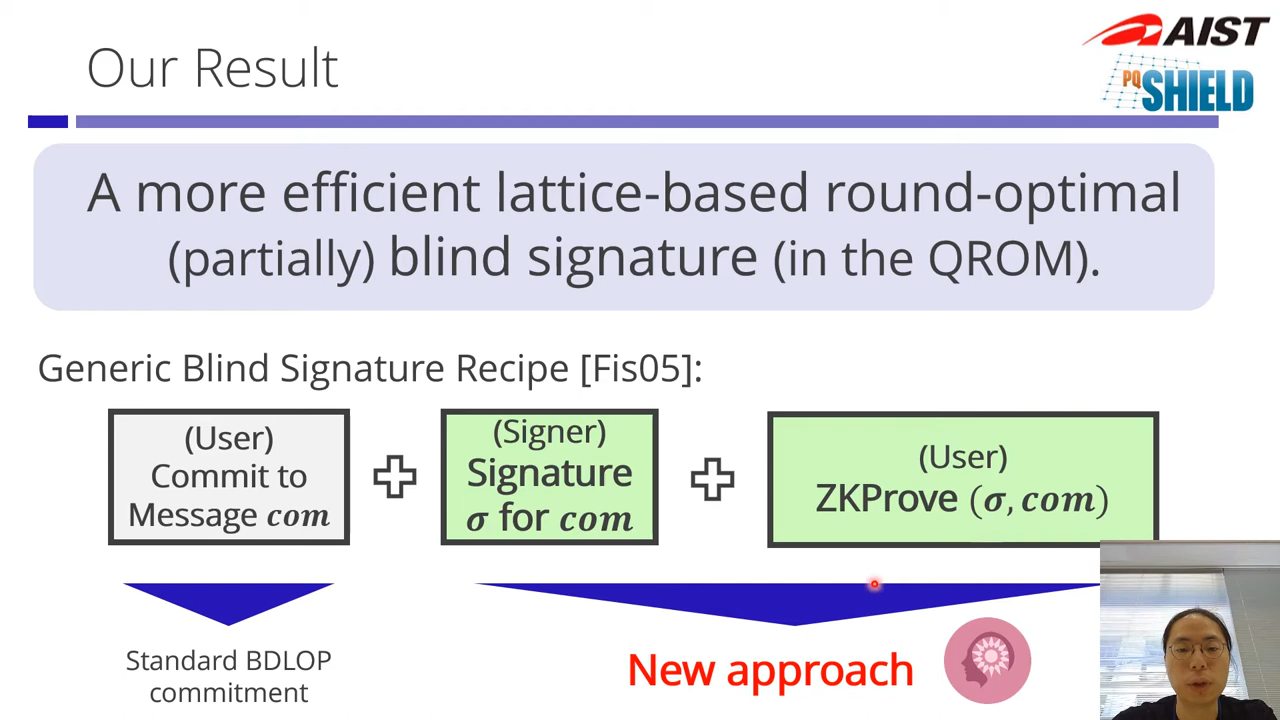 Our Result
AIST
PQ SHIELD
A more efficient lattice-based round-optimal
(partially) blind signature (in the QROM).
Generic Blind Signature Recipe [Fis05]:
(User)
Commit to
Message com
(Signer)
Signature
σ for com
(User)
ZKProve (σ, com)
Standard BDLOP
commitment
New approach